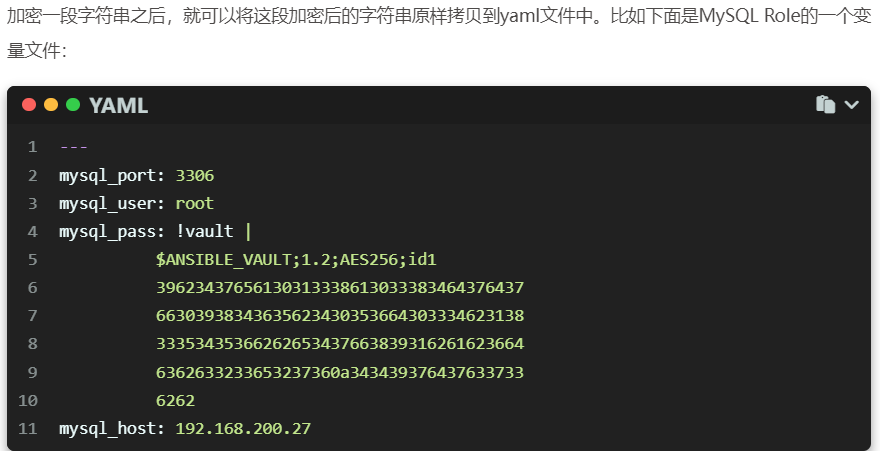 加密一段字符串之后，就可以将这段加密后的字符串原样拷贝到yaml文件中。比如下面是MySQL Role的一个变
量文件：
YAML
1 ---
2 mysql_port: 3306
3 mysql_user: root
4 mysql_pass: !vault |
5 $ANSIBLE_VAULT;1.2;AES256;id1
6 39623437656130313338613033383464376437
7 66303938343635623430353664303334623138
8 33353435366262653437663839316261623664
9 6362633233653237360a343439376437633733
10 6262
11 mysql_host: 192.168.200.27